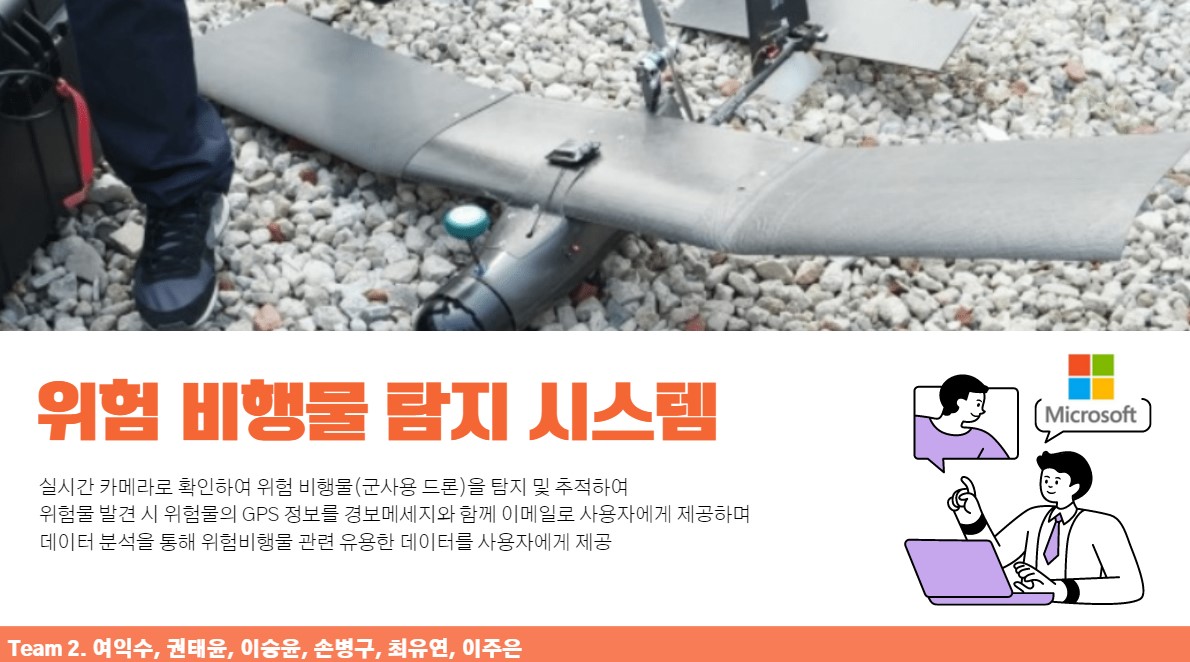 위험 비행물 탐지 시스템
Microsoft
실시간 카메라로 확인하여 위험 비행물(군사용 드론)을 탐지 및 추적하여
위험물 발견 시 위험물의 GPS 정보를 경보메세지와 함께 이메일로 사용자에게 제공하며
데이터 분석을 통해 위험비행물 관련 유용한 데이터를 사용자에게 제공
Team 2. 여익수, 권태윤, 이승윤, 손병구, 최유연, 이주은